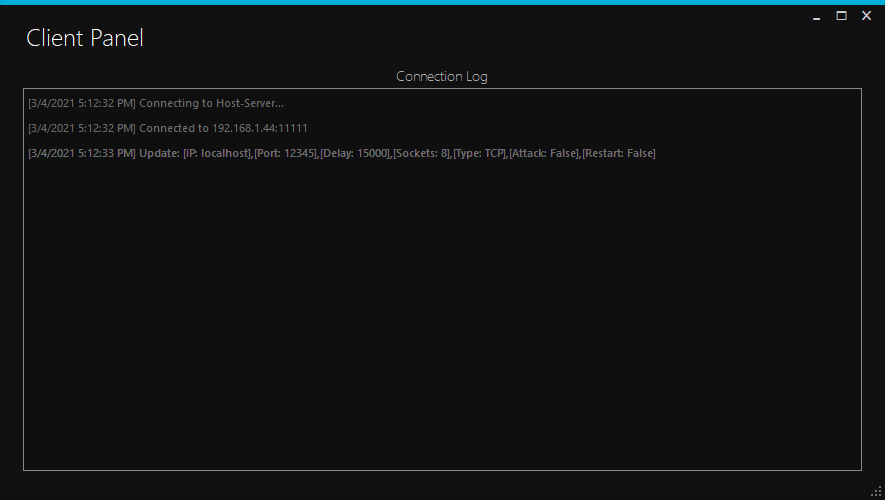 Client Panel
Connection Log
[3/4/2021 5:12:32 PM] Connecting to Host-Server...
[3/4/2021 5:12:32 PM] Connected to 192.168.1.44:11111
[3/4/2021 5:12:33 PM] Update: [IP: localhost],[Port: 12345],[Delay: 15000],[Sockets: 8],[Type: TCP],[Attack: False],[Restart: False]